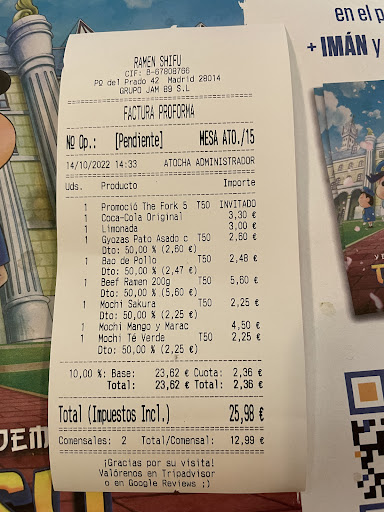 en el p
+ IMÁN y
RAMEN SHIFU
CIF: B-67808766
Pº del Prado 42 Madrid 28014
GRUPO JAM 89 S.L
FACTURA PROFORMA
Nº Op.: [Pendiente] MESA ATO./15
14/10/2022 14:33 ATOCHA ADMINISTRADOR
Uds. Producto Importe
1 Promoció The Fork 5 T50 INVITADO
1 Coca-Cola Original 3,30 €
1 Limonada 3,00 €
1 Gyozas Pato Asado c T50 2,60 €
Dto: 50,00 % (2,60 €)
1 Bao de Pollo T50 2,48 €
Dto: 50,00 % (2,47 €)
1 Beef Ramen 200g T50 5,60 €
Dto: 50,00 % (5,60 €)
1 Mochi Sakura T50 2,25 €
Dto: 50,00 % (2,25 €)
1 Mochi Mango y Marac 4,50 €
1 Mochi Té Verde T50 2,25 €
Dto: 50,00 % (2,25 €)
10,00 %: Base: 23,62 € Cuota: 2,36 €
Total: 23,62 € Total: 2,36 €
Total (Impuestos Incl.) 25,98 €
Comensales: 2 Total/Comensal: 12,99 €
¡Gracias por su visita!
Valórenos en Tripadvisor
o en Google Reviews ;)
DEM